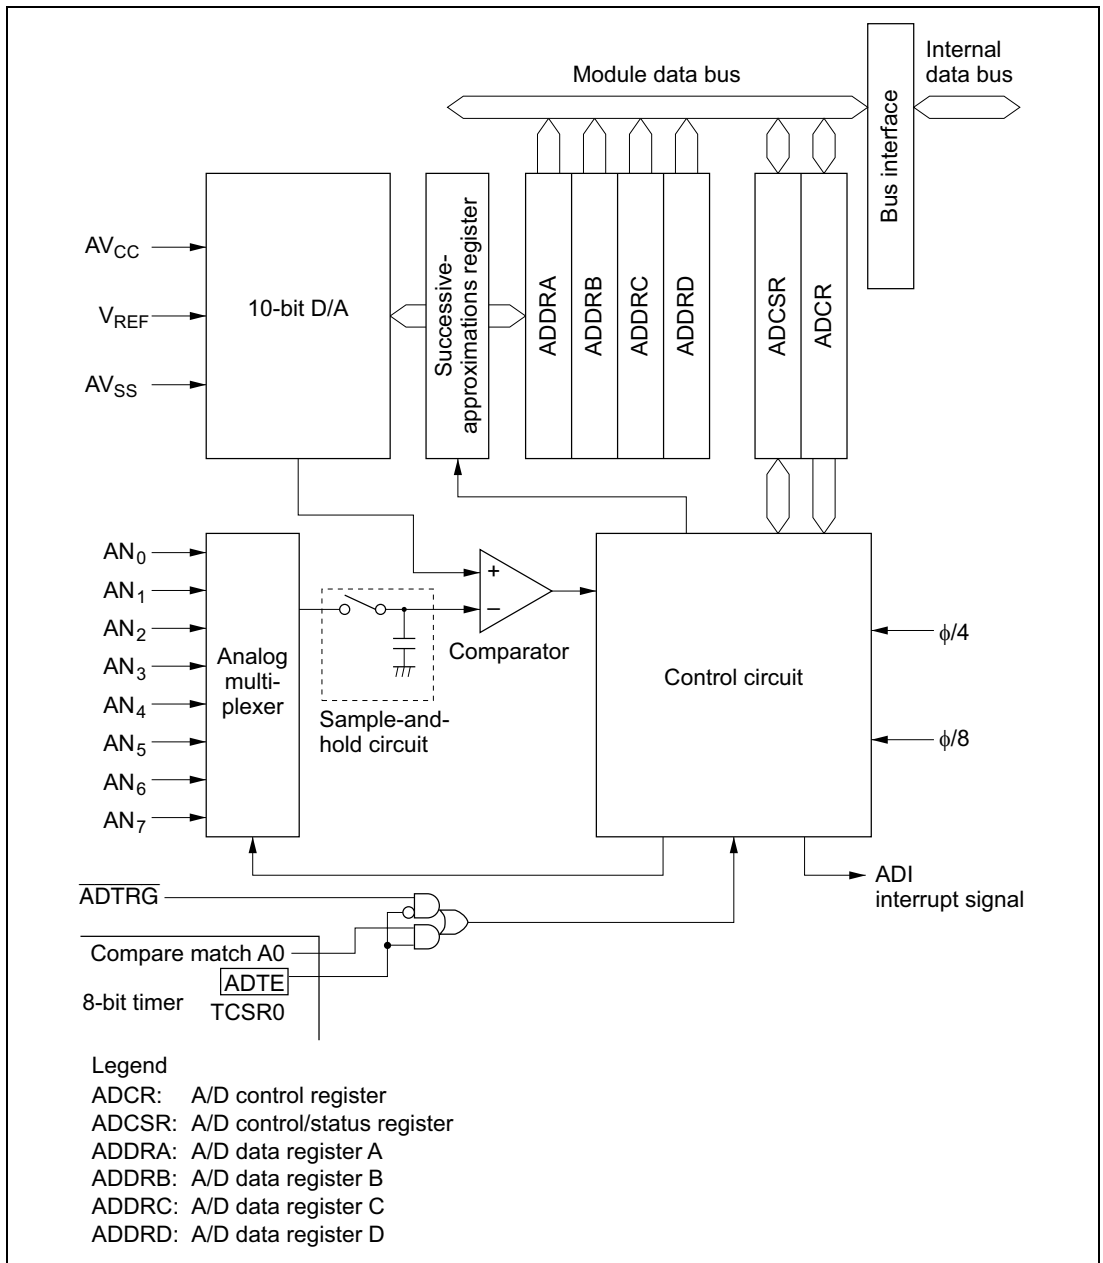 Module data bus
Internal
data bus
Bus interface
AVCC
VREF
AVSS
10-bit D/A
Successive-
approximations register
ADDRA
ADDRB
ADDRC
ADDRD
ADCSR
ADCR
AN0
AN1
AN2
AN3
AN4
AN5
AN6
AN7
Analog
multi-
plexer
Sample-and-
hold circuit
+
−
Comparator
Control circuit
ϕ/4
ϕ/8
ADI
interrupt signal
ADTRG
Compare match A0
ADTE
8-bit timer
TCSR0
Legend
ADCR: A/D control register
ADCSR: A/D control/status register
ADDRA: A/D data register A
ADDRB: A/D data register B
ADDRC: A/D data register C
ADDRD: A/D data register D